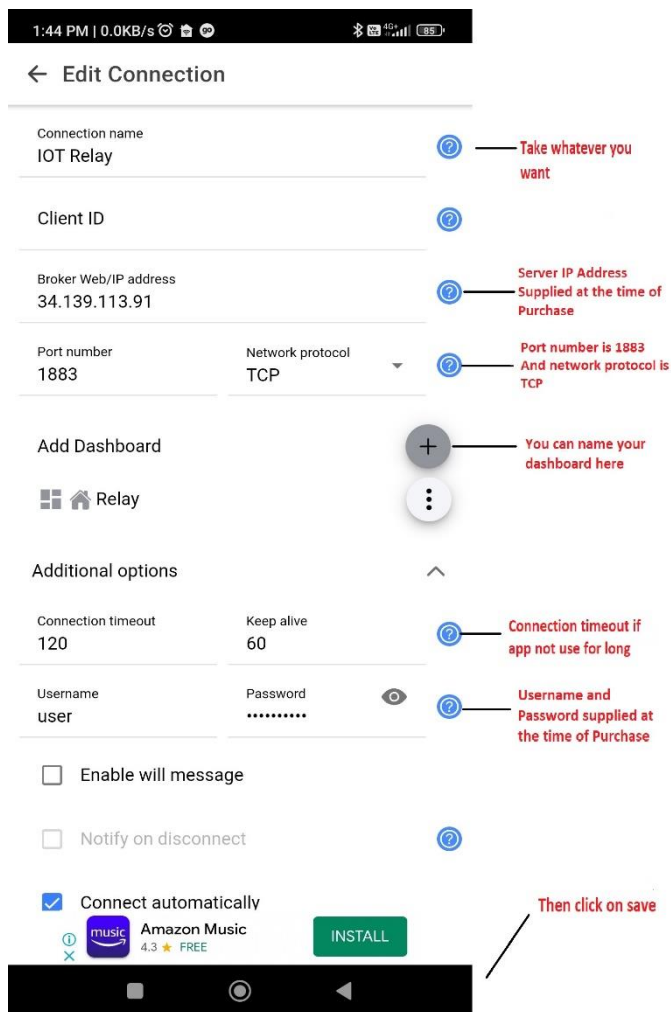 1:44 PM | 0.0KB/s
go
Vo LTE 4G+ 85
Edit Connection
Connection name
IOT Relay
Take whatever you
want
Client ID
Broker Web/IP address
34.139.113.91
Server IP Address
Supplied at the time of
Purchase
Port number
1883
Network protocol
TCP
Port number is 1883
And network protocol is
TCP
Add Dashboard
+
You can name your
dashboard here
Relay
Additional options
Connection timeout
120
Keep alive
60
Connection timeout if
app not use for long
Username
user
Password
••••••••••
Username and
Password supplied at
the time of Purchase
Enable will message
Notify on disconnect
Connect automatically
music
Amazon Music
4.3 ★ FREE
INSTALL
Then click on save